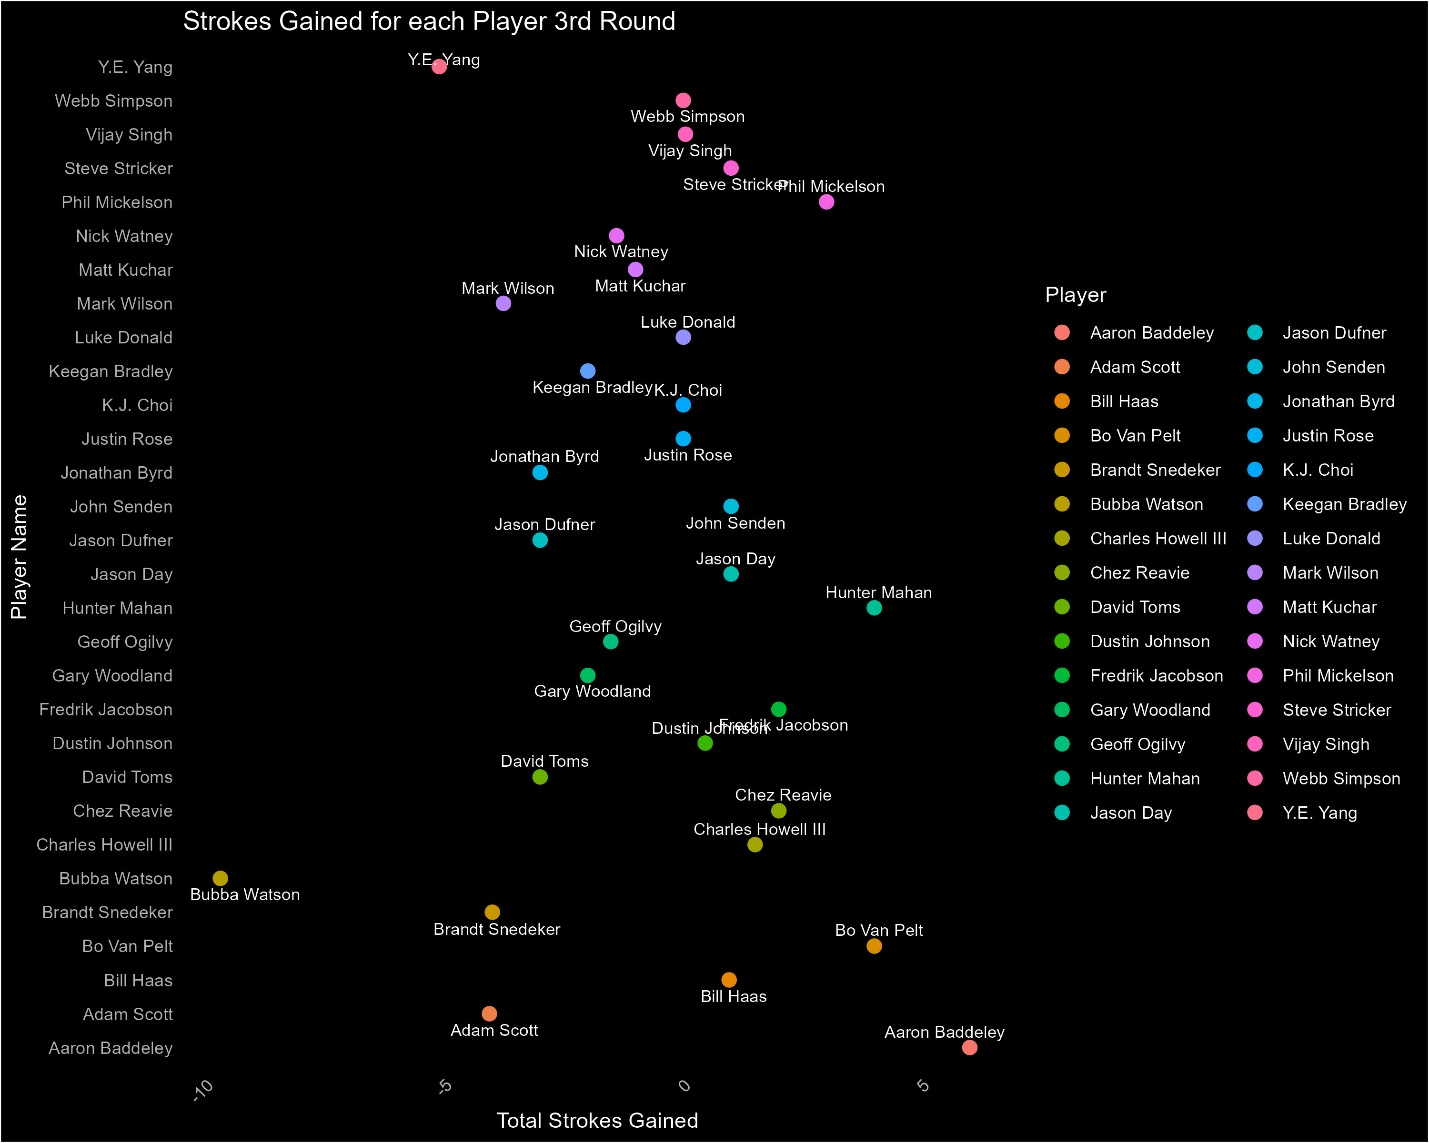 Strokes Gained for each Player 3rd Round
Player Name
Y.E. Yang
Webb Simpson
Vijay Singh
Steve Stricker
Phil Mickelson
Nick Watney
Matt Kuchar
Mark Wilson
Luke Donald
Keegan Bradley
K.J. Choi
Justin Rose
Jonathan Byrd
John Senden
Jason Dufner
Jason Day
Hunter Mahan
Geoff Ogilvy
Gary Woodland
Fredrik Jacobson
Dustin Johnson
David Toms
Chez Reavie
Charles Howell III
Bubba Watson
Brandt Snedeker
Bo Van Pelt
Bill Haas
Adam Scott
Aaron Baddeley
Y.E. Yang
Webb Simpson
Vijay Singh
Steve Stricker
Phil Mickelson
Nick Watney
Matt Kuchar
Mark Wilson
Luke Donald
Keegan Bradley
K.J. Choi
Justin Rose
Jonathan Byrd
John Senden
Jason Dufner
Jason Day
Hunter Mahan
Geoff Ogilvy
Gary Woodland
Fredrik Jacobson
Dustin Johnson
David Toms
Chez Reavie
Charles Howell III
Bubba Watson
Brandt Snedeker
Bo Van Pelt
Bill Haas
Adam Scott
Aaron Baddeley
-10
-5
0
5
Total Strokes Gained
Player
Aaron Baddeley
Adam Scott
Bill Haas
Bo Van Pelt
Brandt Snedeker
Bubba Watson
Charles Howell III
Chez Reavie
David Toms
Dustin Johnson
Fredrik Jacobson
Gary Woodland
Geoff Ogilvy
Hunter Mahan
Jason Day
Jason Dufner
John Senden
Jonathan Byrd
Justin Rose
K.J. Choi
Keegan Bradley
Luke Donald
Mark Wilson
Matt Kuchar
Nick Watney
Phil Mickelson
Steve Stricker
Vijay Singh
Webb Simpson
Y.E. Yang